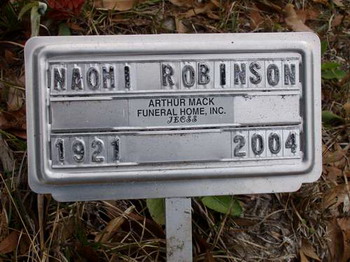 NAOMI ROBINSON
ARTHUR MACK
FUNERAL HOME, INC.
1921 2004